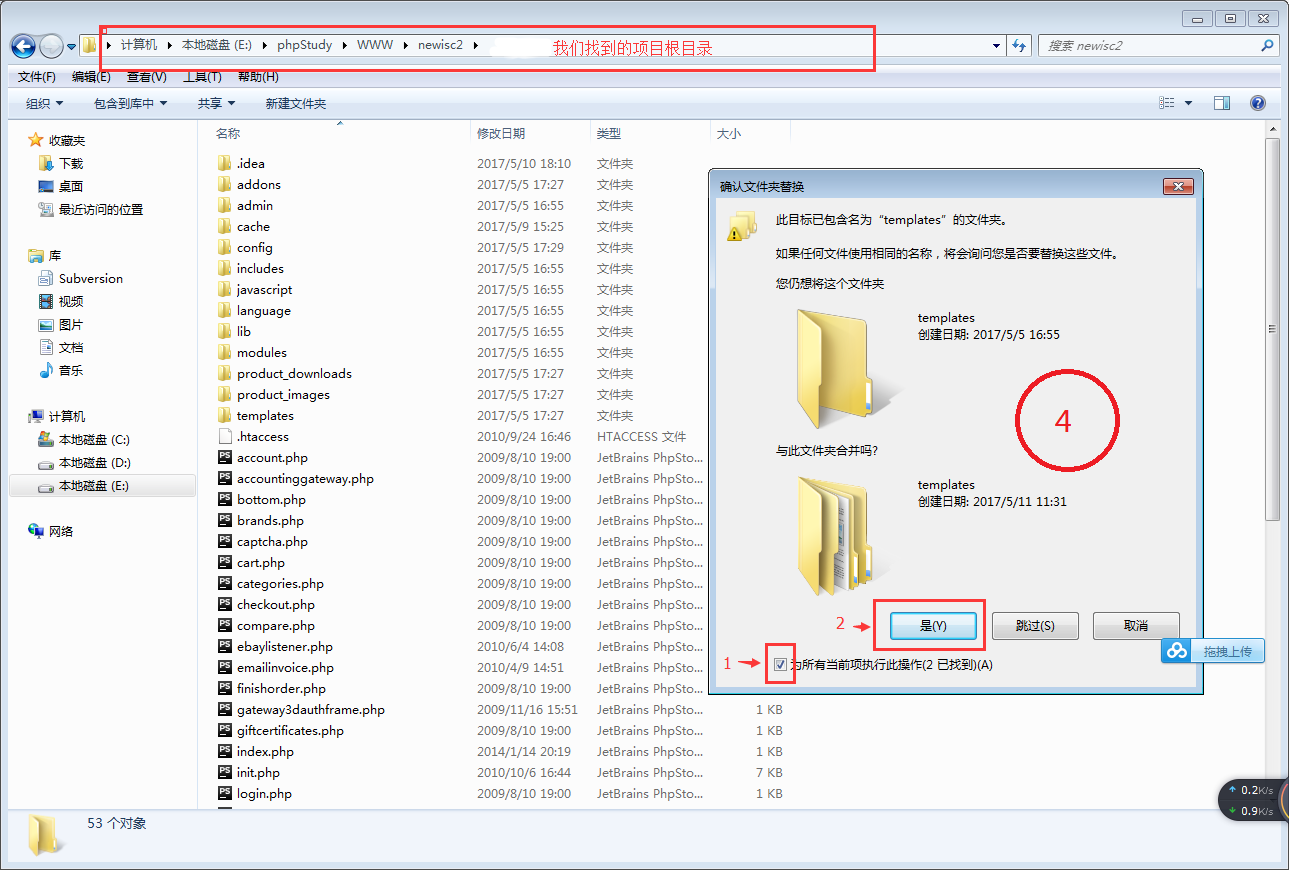 计算机 本地磁盘 (E:) phpStudy WWW newisc2 我们找到的项目根目录 搜索 newisc2
文件(F) 编辑(E) 查看(V) 工具(T) 帮助(H)
组织 包含到库中 共享 新建文件夹
收藏夹
下载
桌面
最近访问的位置
库
Subversion
视频
图片
文档
音乐
计算机
本地磁盘 (C:)
本地磁盘 (D:)
本地磁盘 (E:)
网络
名称 修改日期 类型 大小
.idea 2017/5/10 18:10 文件夹
addons 2017/5/5 17:27 文件夹
admin 2017/5/5 16:55 文件夹
cache 2017/5/9 15:25 文件夹
config 2017/5/5 17:29 文件夹
includes 2017/5/5 16:55 文件夹
javascript 2017/5/5 16:55 文件夹
language 2017/5/5 16:55 文件夹
lib 2017/5/5 16:55 文件夹
modules 2017/5/5 16:55 文件夹
product_downloads 2017/5/5 17:27 文件夹
product_images 2017/5/5 17:27 文件夹
templates 2017/5/5 17:27 文件夹
.htaccess 2010/9/24 16:46 HTACCESS 文件
account.php 2009/8/10 19:00 JetBrains PhpSto...
accountinggateway.php 2009/8/10 19:00 JetBrains PhpSto...
bottom.php 2009/8/10 19:00 JetBrains PhpSto...
brands.php 2009/8/10 19:00 JetBrains PhpSto...
captcha.php 2009/8/10 19:00 JetBrains PhpSto...
cart.php 2009/8/10 19:00 JetBrains PhpSto...
categories.php 2009/8/10 19:00 JetBrains PhpSto...
checkout.php 2009/8/10 19:00 JetBrains PhpSto...
compare.php 2009/8/10 19:00 JetBrains PhpSto...
ebaylistener.php 2010/6/4 14:08 JetBrains PhpSto...
emailinvoice.php 2010/4/9 14:51 JetBrains PhpSto...
finishorder.php 2009/8/10 19:00 JetBrains PhpSto...
gateway3dauthframe.php 2009/11/16 15:51 JetBrains PhpSto... 1 KB
giftcertificates.php 2009/8/10 19:00 JetBrains PhpSto... 1 KB
index.php 2014/1/14 20:19 JetBrains PhpSto... 1 KB
init.php 2010/10/6 16:44 JetBrains PhpSto... 7 KB
login.php 2009/8/10 19:00 JetBrains PhpSto... 1 KB
确认文件夹替换
此目标已包含名为“templates”的文件夹。
如果任何文件使用相同的名称，将会询问您是否要替换这些文件。
您仍想将这个文件夹
templates
创建日期: 2017/5/5 16:55
4
与此文件夹合并吗?
templates
创建日期: 2017/5/11 11:31
2 是(Y) 跳过(S) 取消
拖拽上传
1 为所有当前项执行此操作(2 已找到)(A)
0.2K/s
0.9K/s
53 个对象